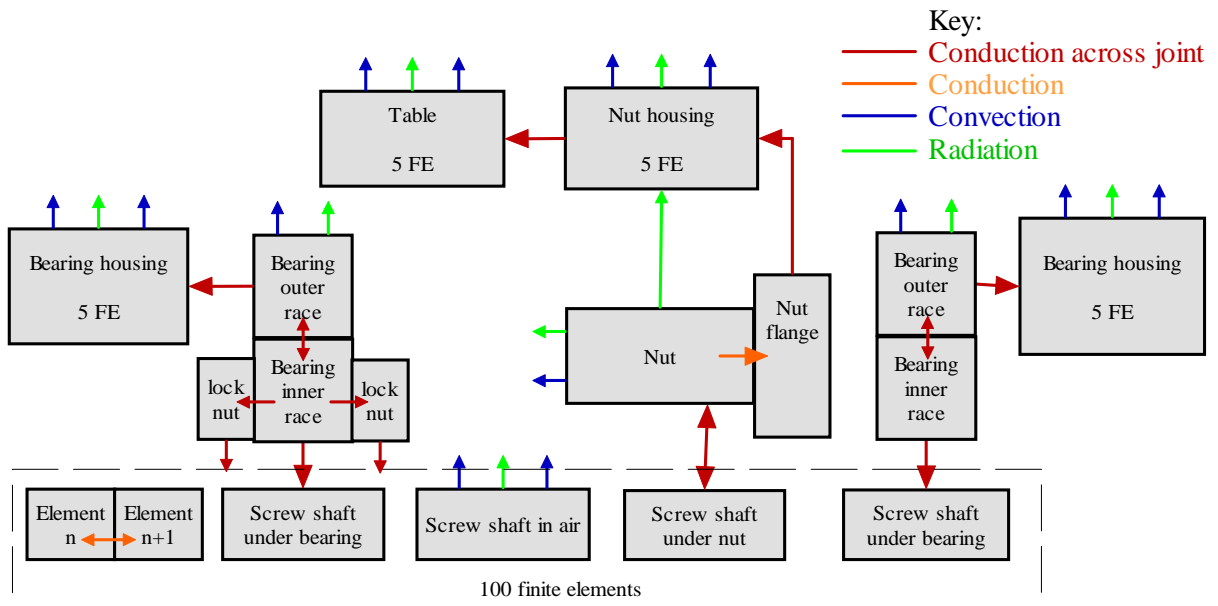 Key:
Conduction across joint
Conduction
Convection
Radiation
Table
5 FE
Nut housing
5 FE
Bearing housing
5 FE
Bearing
outer
race
Bearing
inner
race
lock
nut
lock
nut
Nut
Nut
flange
Bearing
outer
race
Bearing
inner
race
Bearing housing
5 FE
Element
n
Element
n+1
Screw shaft
under bearing
Screw shaft in air
Screw shaft
under nut
Screw shaft
under bearing
100 finite elements